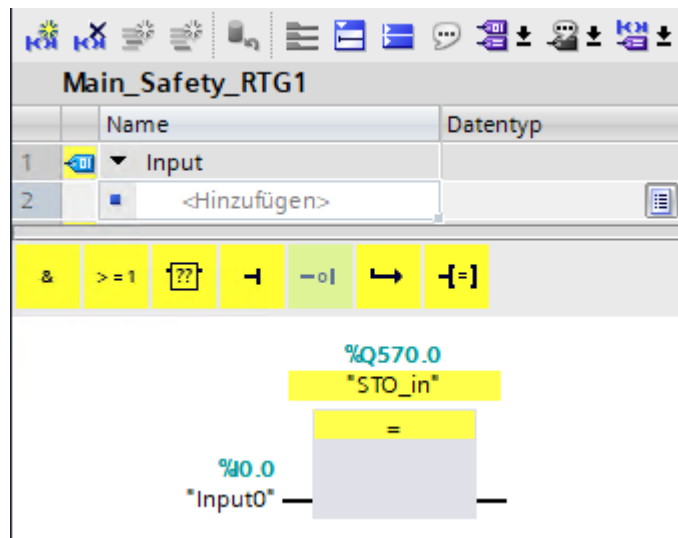 Main_Safety_RTG1
Name Datentyp
1 Input
2 <Hinzufügen>
& >=1 ?? [=]
%Q570.0
"STO_in"
=
%I0.0
"Input0"